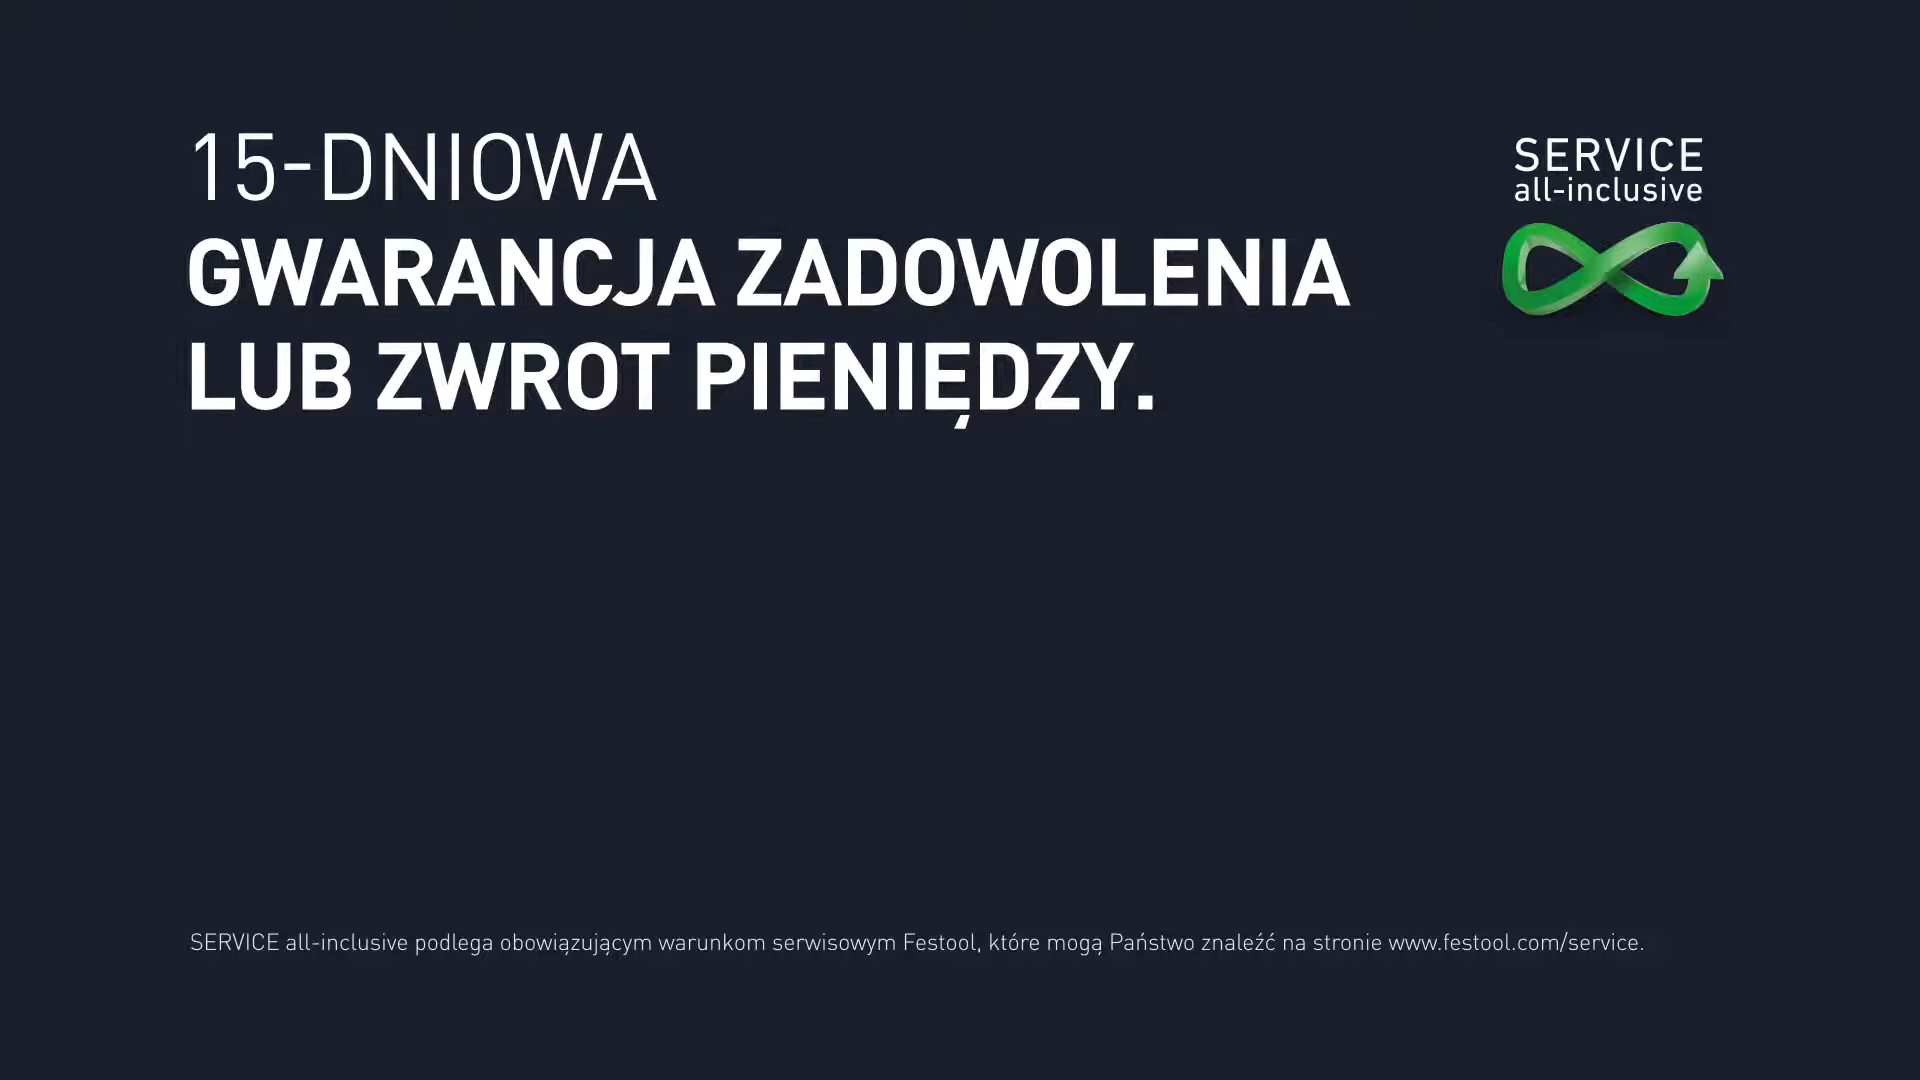 15-DNIOWA
GWARANCJA ZADOWOLENIA
LUB ZWROT PIENIĘDZY.
SERVICE
all-inclusive
SERVICE all-inclusive podlega obowiązującym warunkom serwisowym Festool, które mogą Państwo znaleźć na stronie www.festool.com/service.